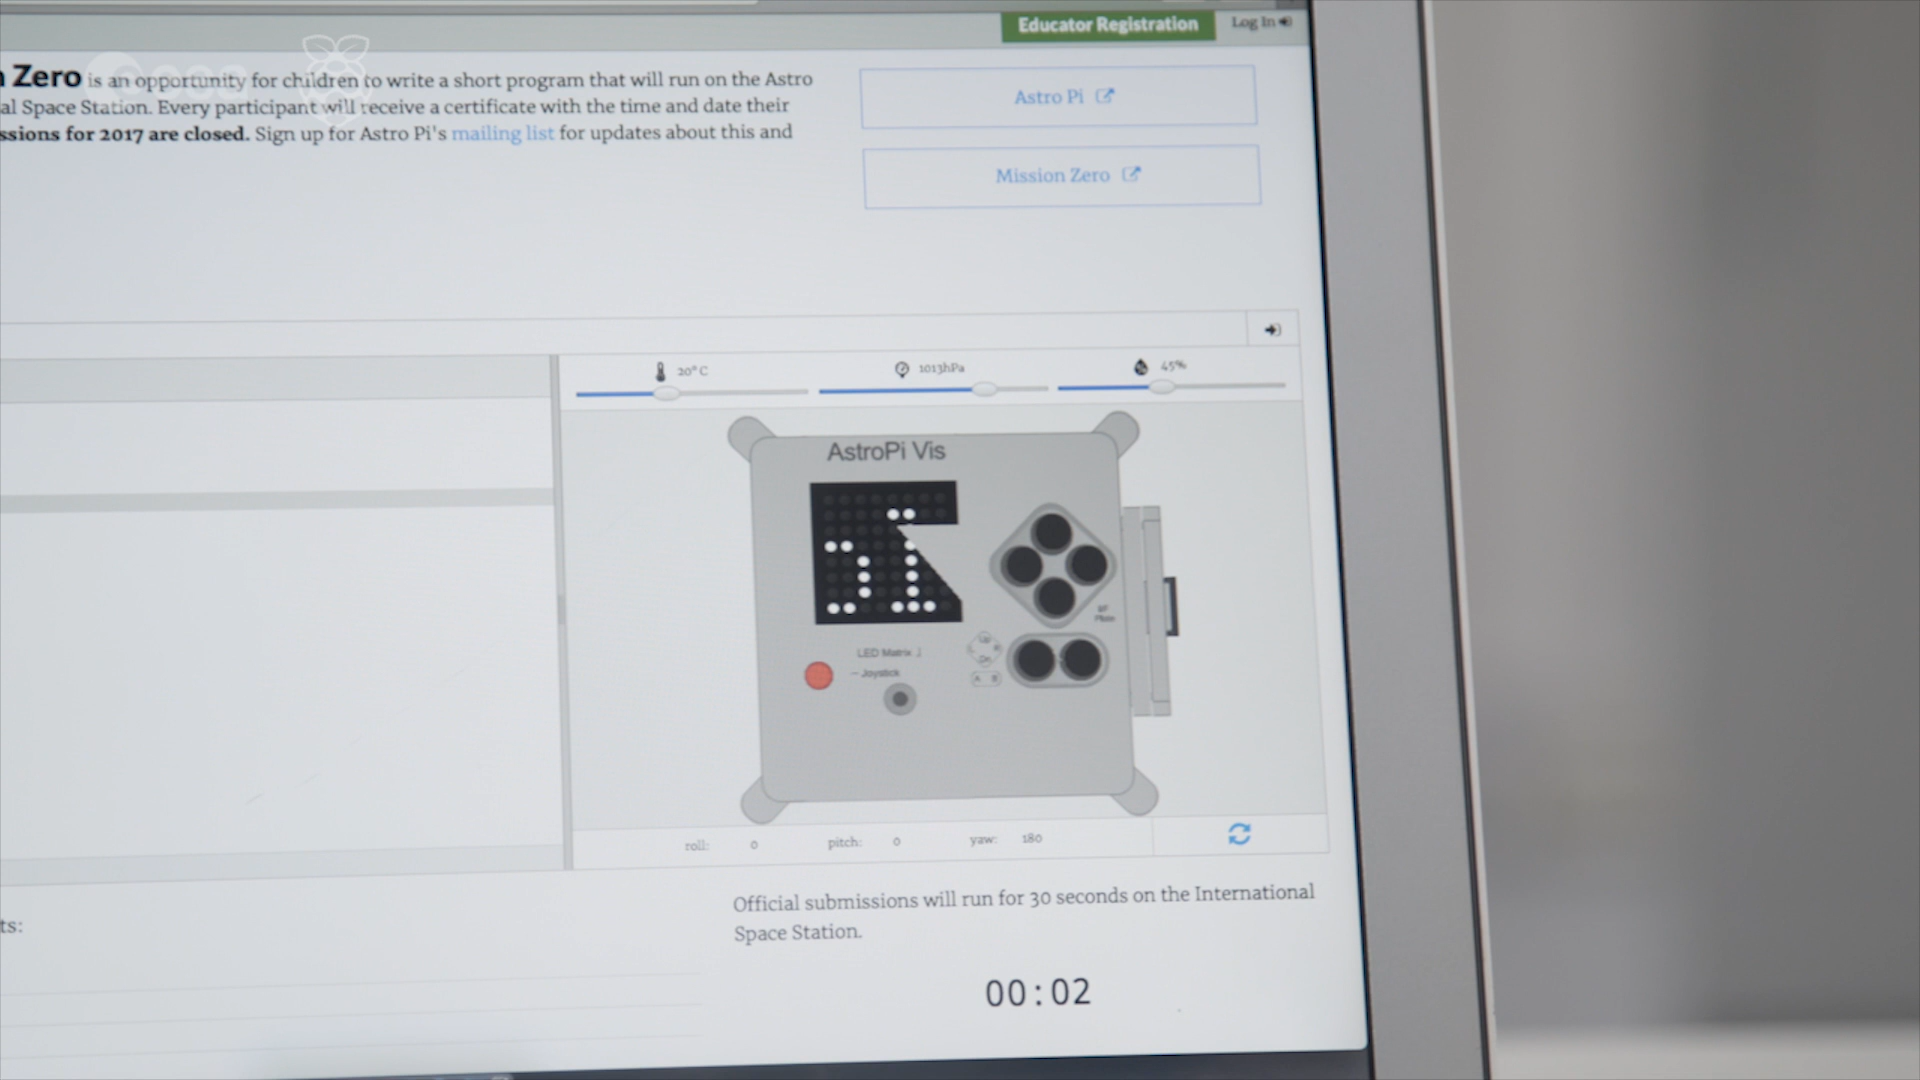 Educator Registration
Log In
Zero is an opportunity for children to write a short program that will run on the Astro
al Space Station. Every participant will receive a certificate with the time and date their
ssions for 2017 are closed. Sign up for Astro Pi's mailing list for updates about this and
Astro Pi
Mission Zero
20°C
1013hPa
45%
AstroPi Vis
LED Matrix
Joystick
A B
roll: 0 pitch: 0 yaw: 180
Official submissions will run for 30 seconds on the International
Space Station.
ts:
00:02